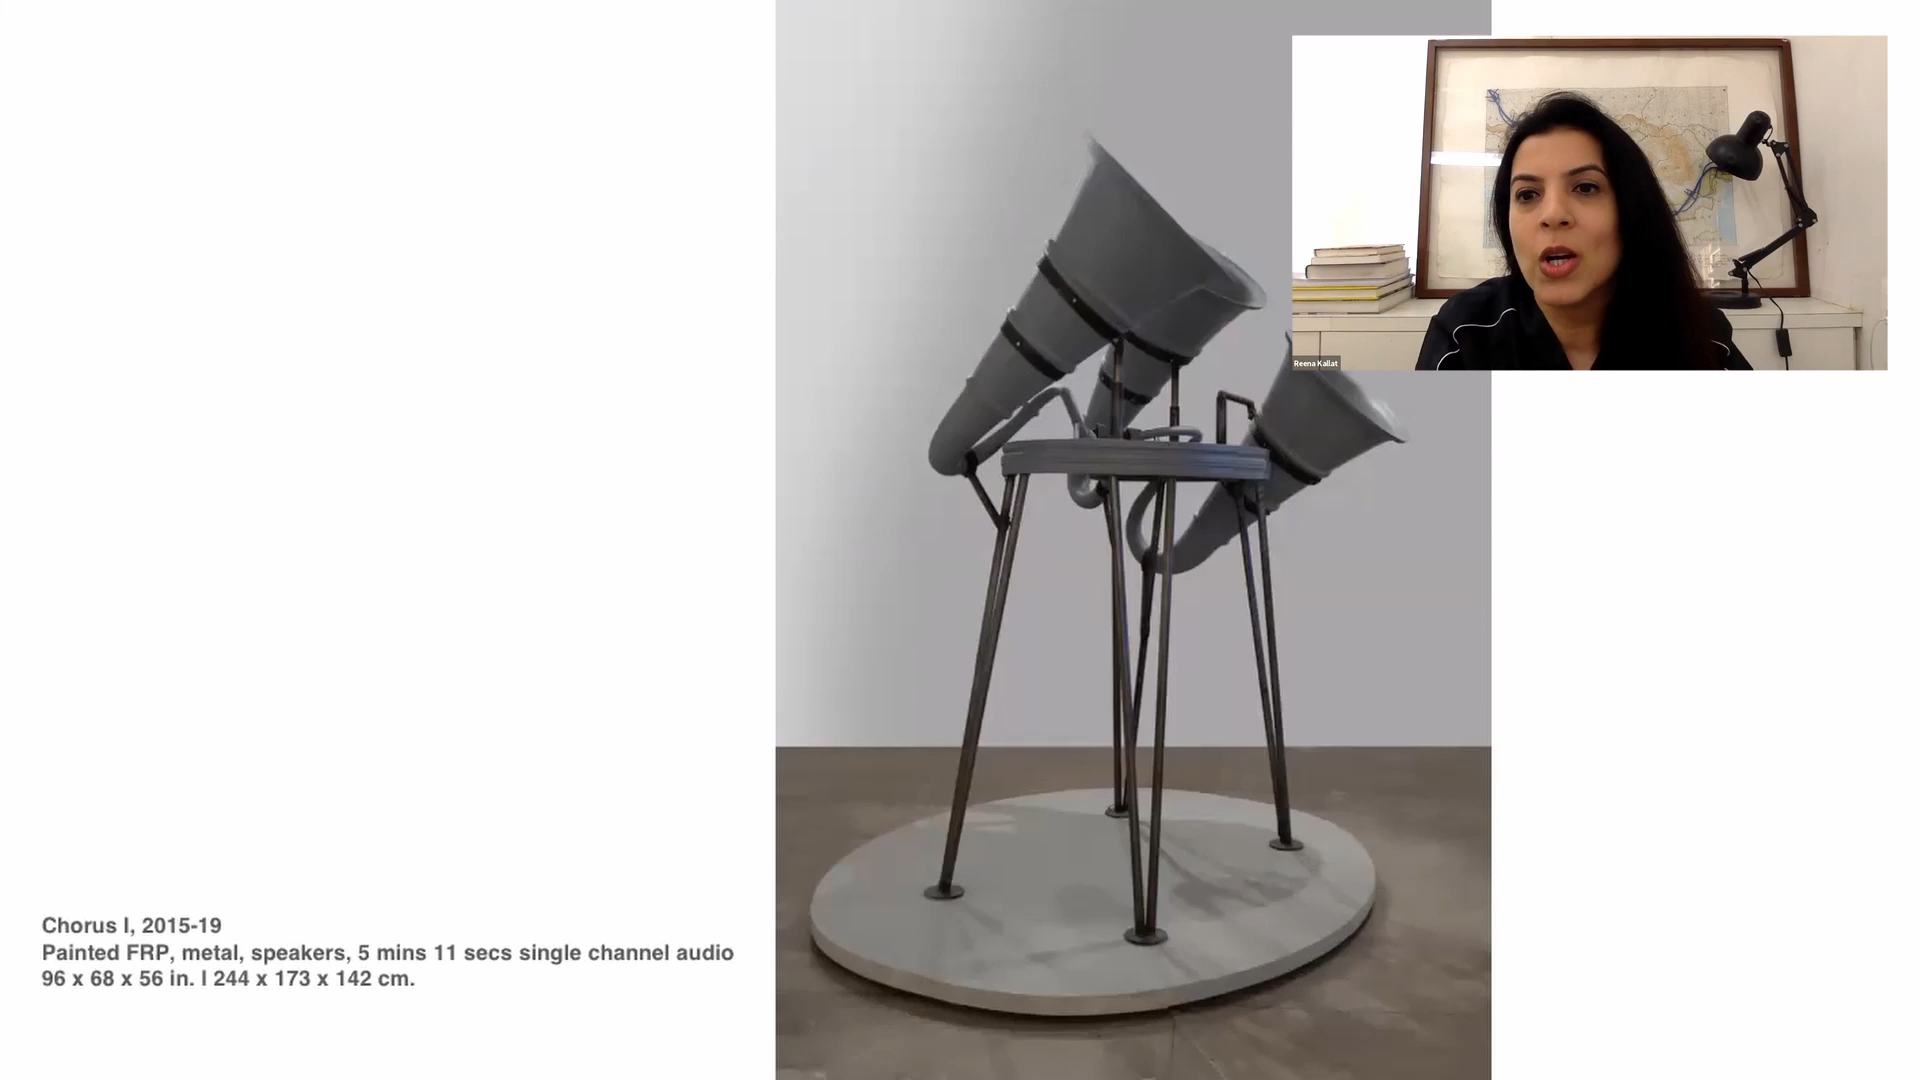 Reena Kallat
Chorus I, 2015-19
Painted FRP, metal, speakers, 5 mins 11 secs single channel audio
96 x 68 x 56 in. l 244 x 173 x 142 cm.